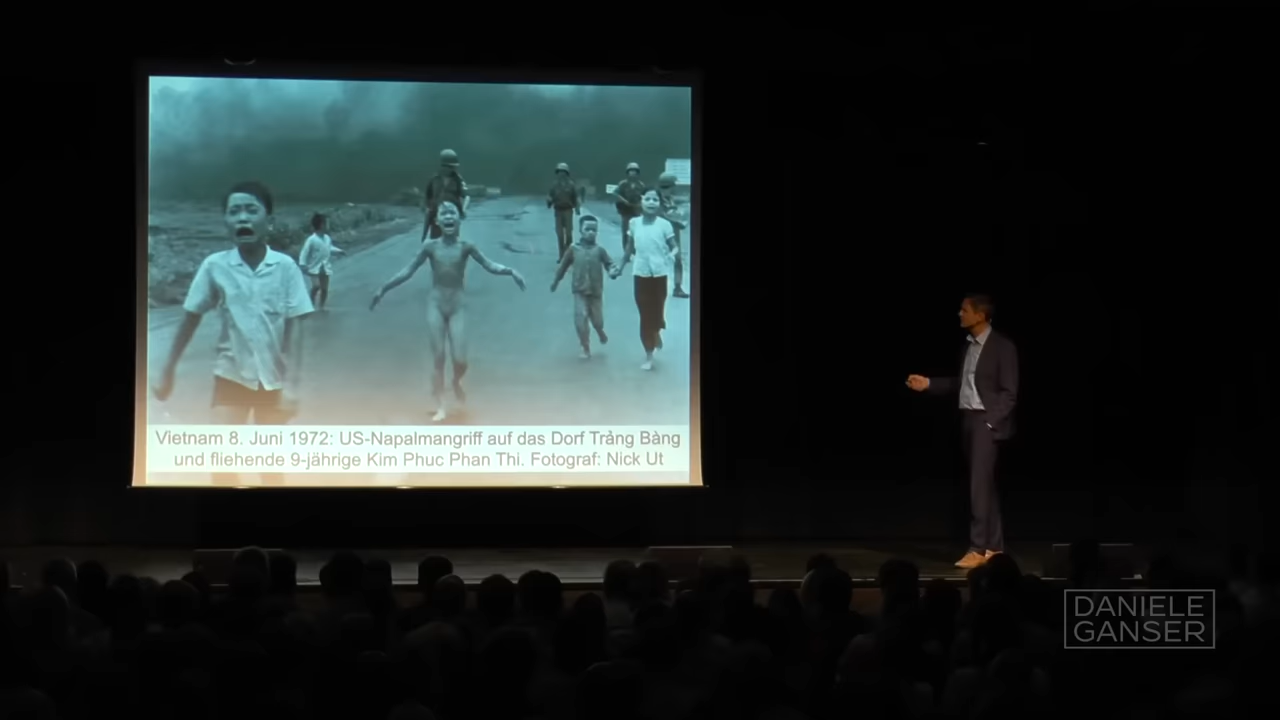 Vietnam 8. Juni 1972: US-Napalmangriff auf das Dorf Trảng Bàng
und fliehende 9-jährige Kim Phuc Phan Thi. Fotograf: Nick Ut
DANIELE
GANSER